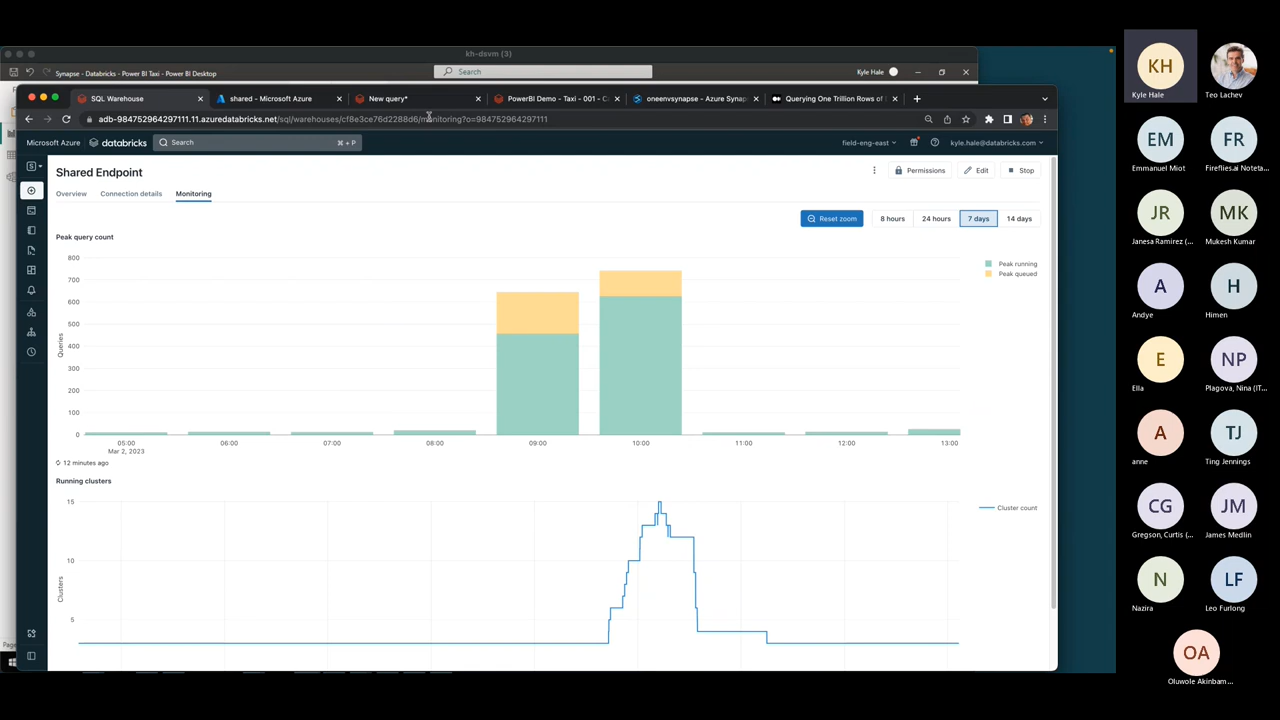 kh-dsvm (3)
Synapse - Databricks - Power BI Taxi - Power BI Desktop
Search
Kyle Hale
SQL Warehouse
shared - Microsoft Azure
New query*
PowerBI Demo - Taxi - 001 - C
oneenvsynapse - Azure Syna
Querying One Trillion Rows of
adb-984752964297111.11.azuredatabricks.net/sql/warehouses/cf8e3ce76d2288d6/monitoring?o=984752964297111
Microsoft Azure
databricks
Search
⌘ + P
field-eng-east
kyle.hale@databricks.com
Shared Endpoint
Permissions
Edit
Stop
Overview
Connection details
Monitoring
Reset zoom
8 hours
24 hours
7 days
14 days
Peak query count
Peak running
Peak queued
800
700
600
500
400
300
200
100
0
Queries
05:00
06:00
07:00
08:00
09:00
10:00
11:00
12:00
13:00
Mar 2, 2023
12 minutes ago
Running clusters
Cluster count
15
10
5
Clusters
Page
KH
Kyle Hale
Teo Lachev
EM
Emmanuel Miot
FR
Fireflies.ai Noteta...
JR
Janesa Ramirez (...
MK
Mukesh Kumar
A
Andye
H
Himen
E
Ella
NP
Plagova, Nina (IT...
A
anne
TJ
Ting Jennings
CG
Gregson, Curtis (...
JM
James Medlin
N
Nazira
LF
Leo Furlong
OA
Oluwole Akinbam...